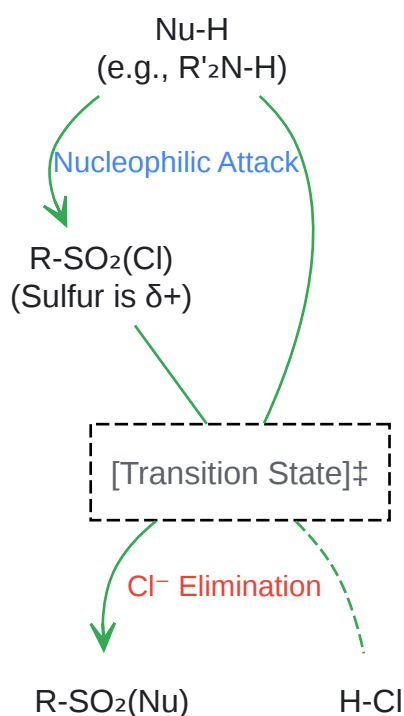 Nu-H
(e.g., R'₂N-H)
Nucleophilic Attack
R-SO₂(Cl)
(Sulfur is δ+)
[Transition State]‡
Cl⁻ Elimination
R-SO₂(Nu)
H-Cl